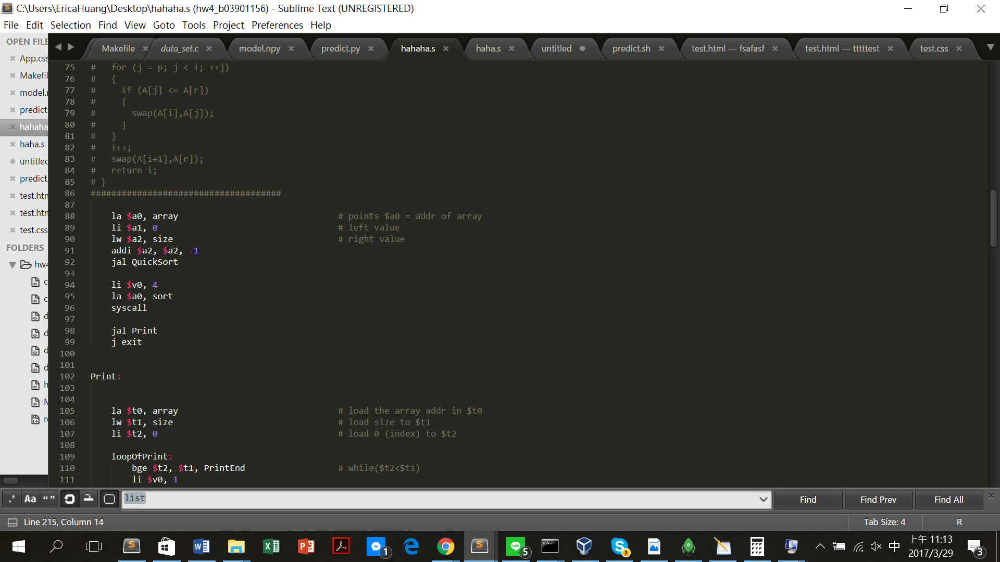 C:\Users\EricaHuang\Desktop\hahaha.s (hw4_b03901156) - Sublime Text (UNREGISTERED)
File Edit Selection Find View Goto Tools Project Preferences Help
OPEN FILE
App.css
Makefil
model.
predict.
hahaha
haha.s
untitled
predict.
test.htm
test.htm
test.css
FOLDERS
hw4
c
c
d
d
d
d
h
M
re
Makefile data_set.c model.npy predict.py hahaha.s haha.s untitled predict.sh test.html — fsafasf test.html — tttttest test.css
75 #   for (j = p; j < i; ++j)
76 #   {
77 #     if (A[j] <= A[r])
78 #     {
79 #       swap(A[i],A[j]);
80 #     }
81 #   }
82 #   i++;
83 #   swap(A[i+1],A[r]);
84 #   return i;
85 # }
86 #####################################
87
88     la $a0, array     # points $a0 = addr of array
89     li $a1, 0     # left value
90     lw $a2, size     # right value
91     addi $a2, $a2, -1
92     jal QuickSort
93
94     li $v0, 4
95     la $a0, sort
96     syscall
97
98     jal Print
99     j exit
100
101
102 Print:
103
104
105     la $t0, array     # load the array addr in $t0
106     lw $t1, size     # load size to $t1
107     li $t2, 0     # load 0 (index) to $t2
108
109     loopOfPrint:
110         bge $t2, $t1, PrintEnd     # while($t2<$t1)
111         li $v0, 1
.* Aa “” list Find Find Prev Find All
Line 215, Column 14 Tab Size: 4 R
1 5 1 中 上午 11:13 3
2017/3/29